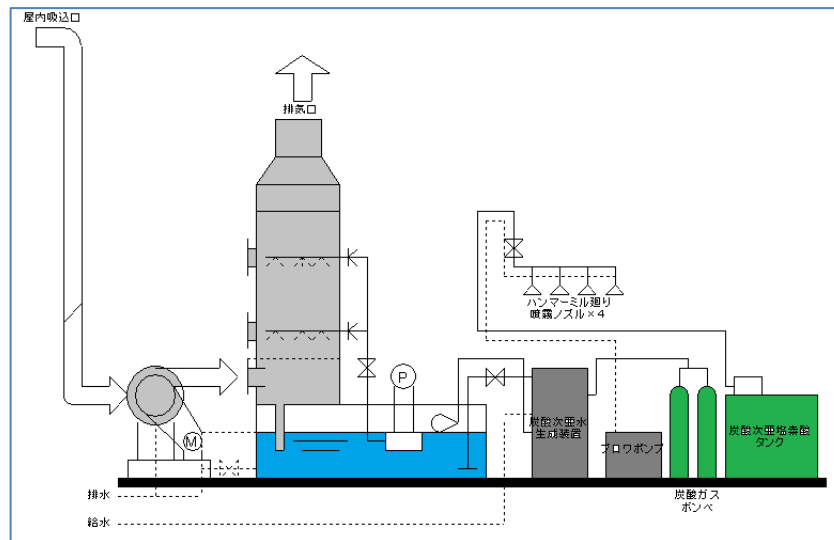 屋内吸込口
排気口
ハンマーミル廻り
噴霧ノズル×4
P
M
炭酸次亜水
生成装置
ブロワポンプ
炭酸次亜塩素酸
タンク
炭酸ガス
ボンベ
排水
給水